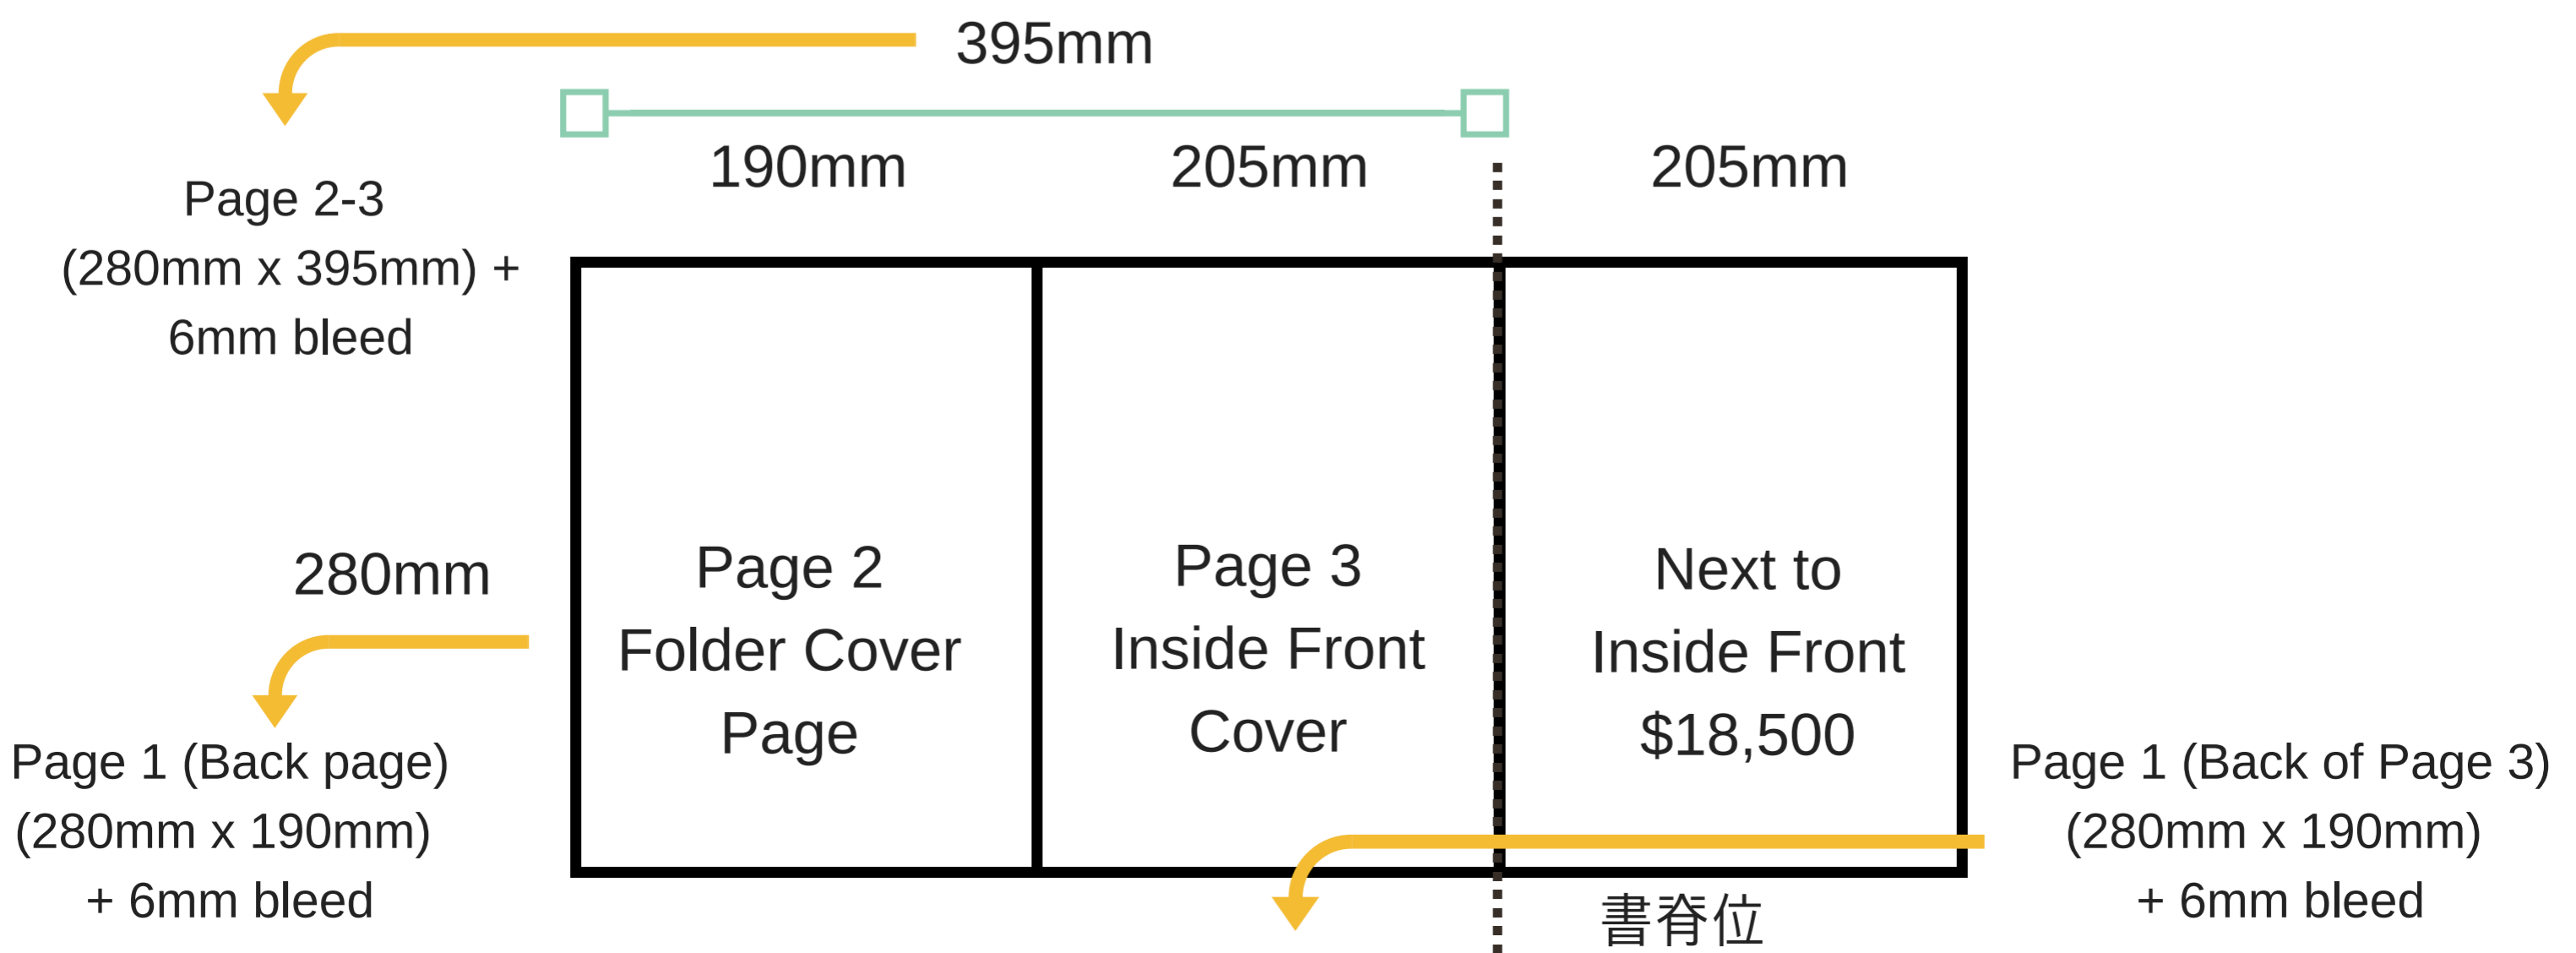 395mm
190mm
205mm
205mm
Page 2-3
(280mm x 395mm) +
6mm bleed
280mm
Page 1 (Back page)
(280mm x 190mm)
+ 6mm bleed
Page 2
Folder Cover
Page
Page 3
Inside Front
Cover
Next to
Inside Front
$18,500
Page 1 (Back of Page 3)
(280mm x 190mm)
+ 6mm bleed
書脊位